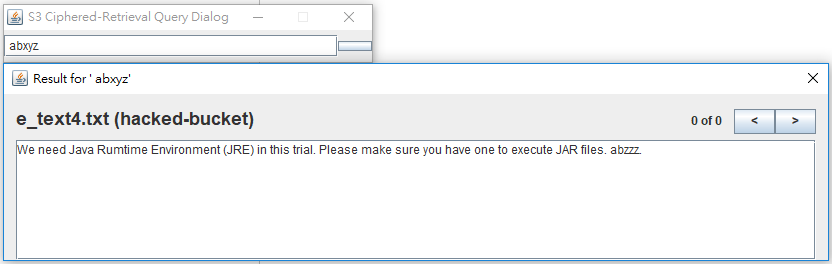 S3 Ciphered-Retrieval Query Dialog
abxyz
Result for ' abxyz'
e_text4.txt (hacked-bucket)
0 of 0
<
>
We need Java Rumtime Environment (JRE) in this trial. Please make sure you have one to execute JAR files. abzzz.